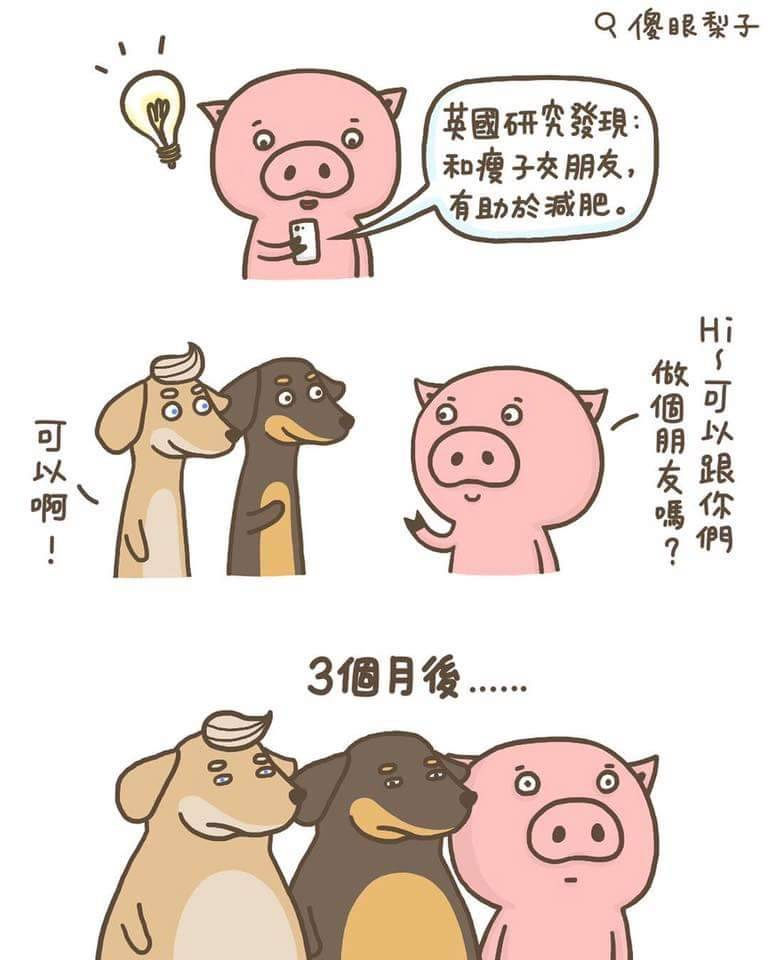 傻眼梨子
英國研究發現:
和瘦子交朋友,
有助於減肥。
Hi~可以跟你們
做個朋友嗎?
可以啊!
3個月後......